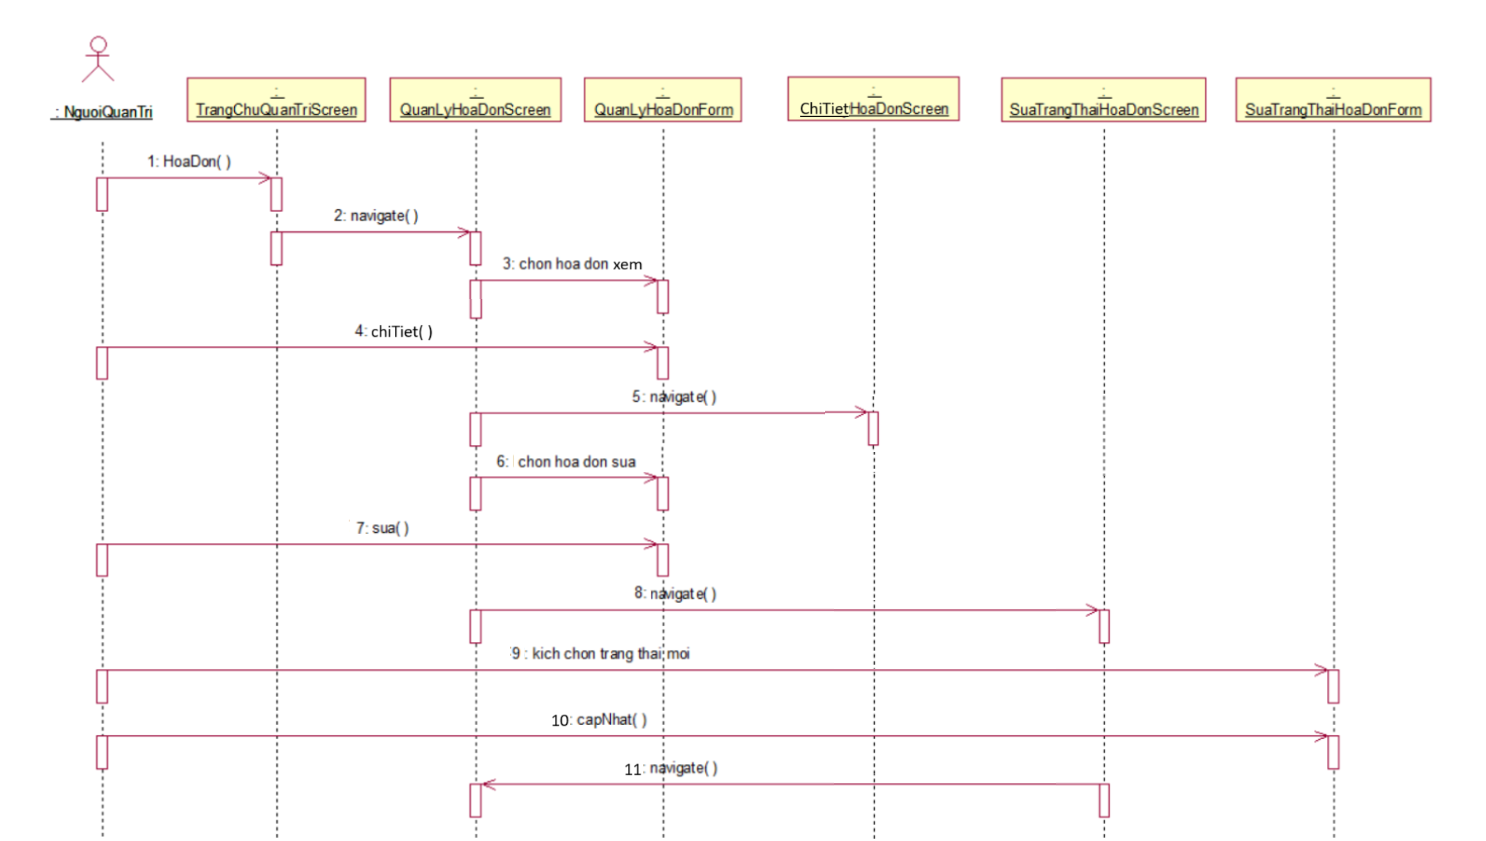 : NguoiQuanTri
:
TrangChuQuanTriScreen
:
QuanLyHoaDonScreen
:
QuanLyHoaDonForm
:
ChiTietHoaDonScreen
:
SuaTrangThaiHoaDonScreen
:
SuaTrangThaiHoaDonForm
1: HoaDon( )
2: navigate( )
3: chon hoa don xem
4: chiTiet( )
5: navigate( )
6: chon hoa don sua
7: sua( )
8: navigate( )
9 : kich chon trang thai moi
10: capNhat( )
11: navigate( )